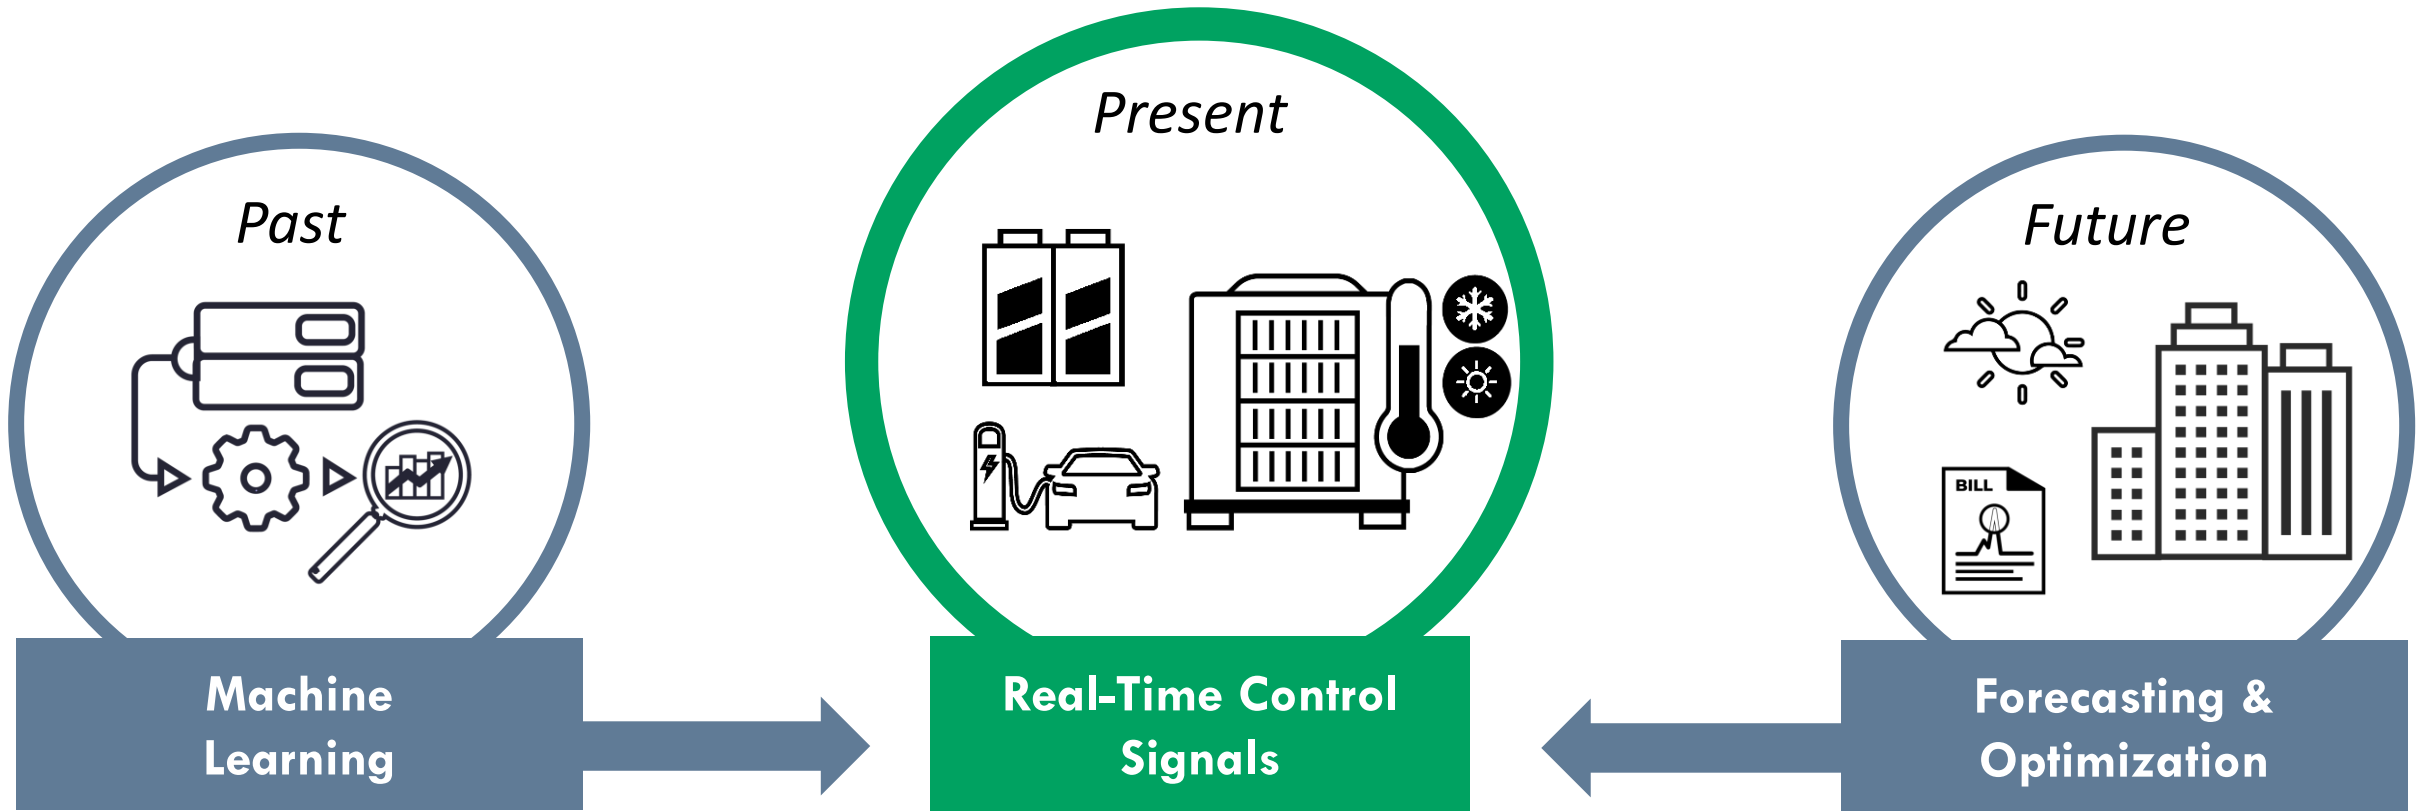 Past
Present
Future
BILL
Machine
Learning
Real-Time Control
Signals
Forecasting &
Optimization